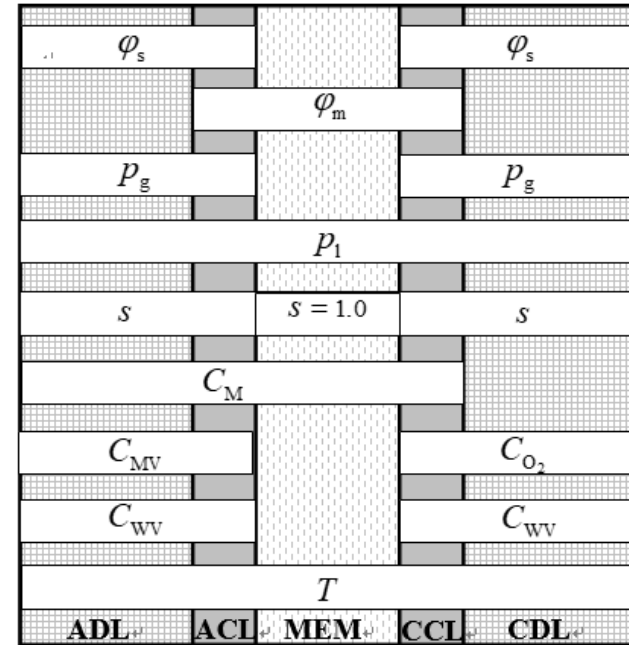 φs φs
φm
pg pg
pl
s s = 1.0 s
CM
CMV CO2
CWV CWV
T
ADL ACL MEM CCL CDL